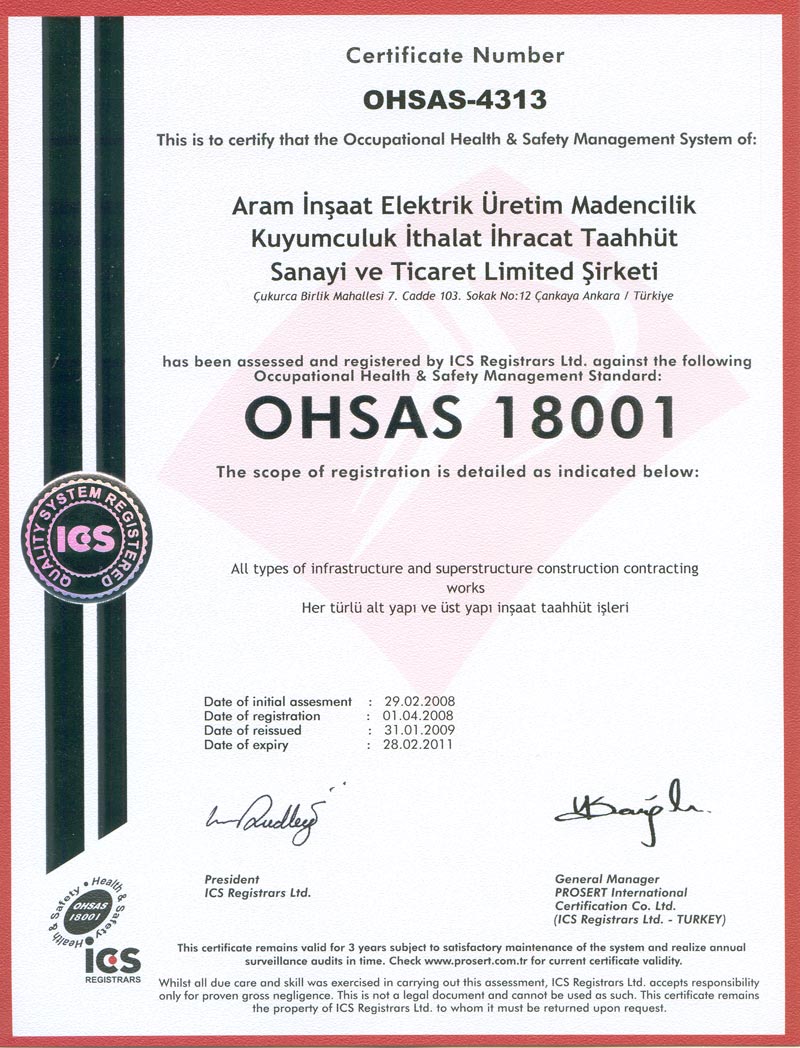 Certificate Number
OHSAS-4313
This is to certify that the Occupational Health & Safety Management System of:
Aram İnşaat Elektrik Üretim Madencilik
Kuyumculuk İthalat İhracat Taahhüt
Sanayi ve Ticaret Limited Şirketi
Çukurca Birlik Mahallesi 7. Cadde 103. Sokak No:12 Çankaya Ankara / Türkiye
has been assessed and registered by ICS Registrars Ltd. against the following
Occupational Health & Safety Management Standard:
OHSAS 18001
The scope of registration is detailed as indicated below:
QUALITY SYSTEM REGISTERED
ICS
All types of infrastructure and superstructure construction contracting
works
Her türlü alt yapı ve üst yapı inşaat taahhüt işleri
Date of initial assesment : 29.02.2008
Date of registration : 01.04.2008
Date of reissued : 31.01.2009
Date of expiry : 28.02.2011
President
ICS Registrars Ltd.
General Manager
PROSERT International
Certification Co. Ltd.
(ICS Registrars Ltd. - TURKEY)
Health & Safety • Health & Safety
OHSAS
18001
ICS
REGISTRARS
This certificate remains valid for 3 years subject to satisfactory maintenance of the system and realize annual
surveillance audits in time. Check www.prosert.com.tr for current certificate validity.
Whilst all due care and skill was exercised in carrying out this assessment, ICS Registrars Ltd. accepts responsibility
only for proven gross negligence. This is not a legal document and cannot be used as such. This certificate remains
the property of ICS Registrars Ltd. to whom it must be returned upon request.